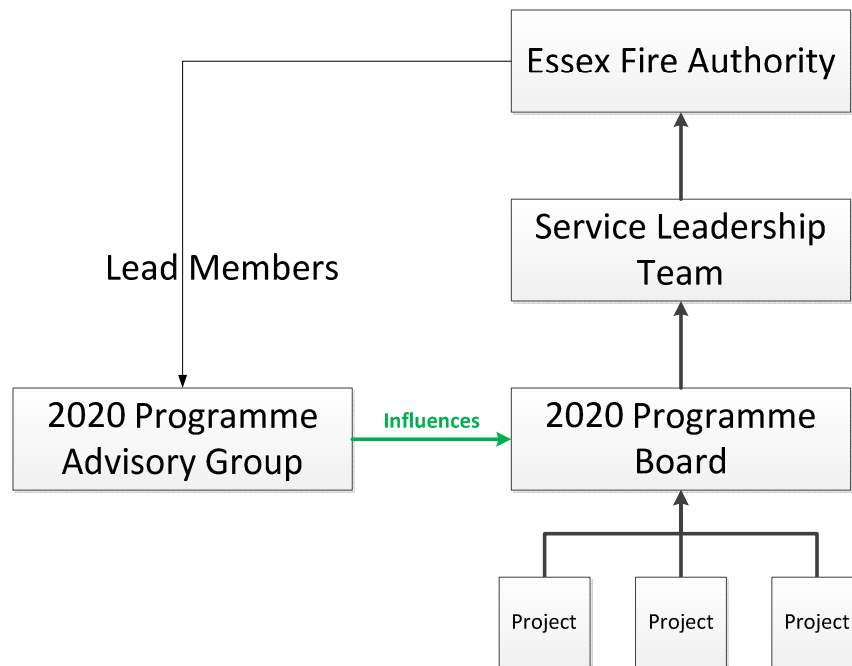 Essex Fire Authority
Service Leadership
Team
Lead Members
2020 Programme
Advisory Group
Influences
2020 Programme
Board
Project
Project
Project